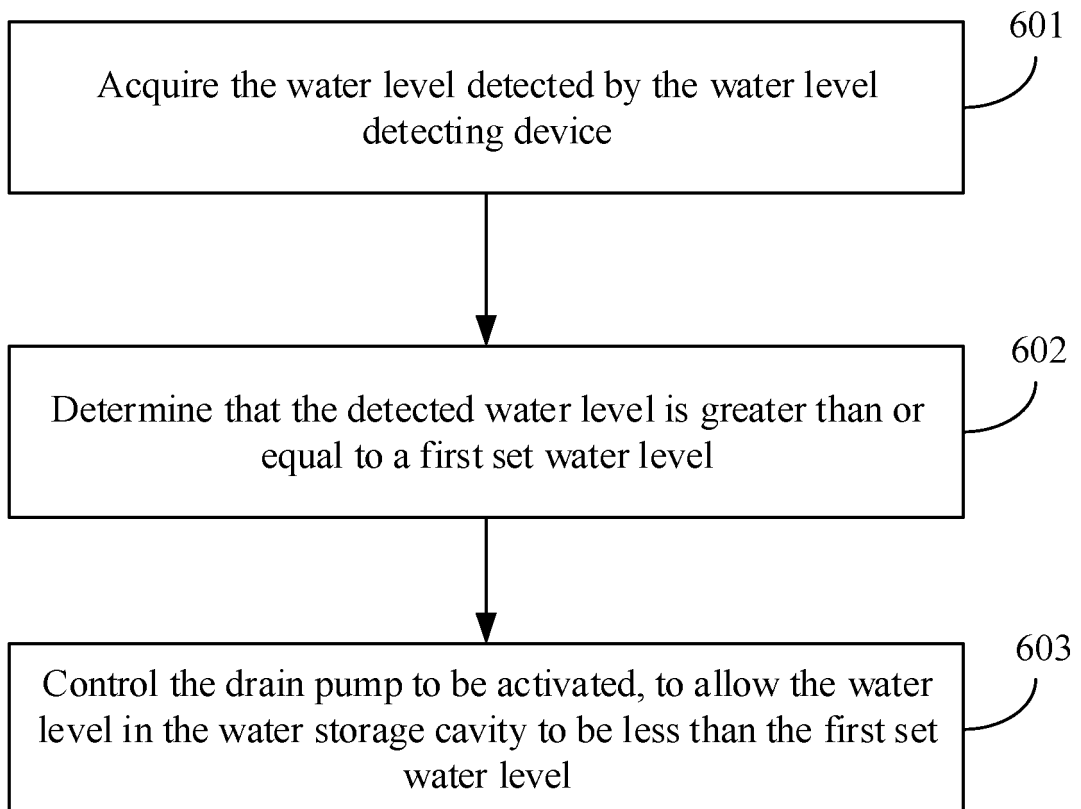 601
Acquire the water level detected by the water level
detecting device
602
Determine that the detected water level is greater than or
equal to a first set water level
603
Control the drain pump to be activated, to allow the water
level in the water storage cavity to be less than the first set
water level